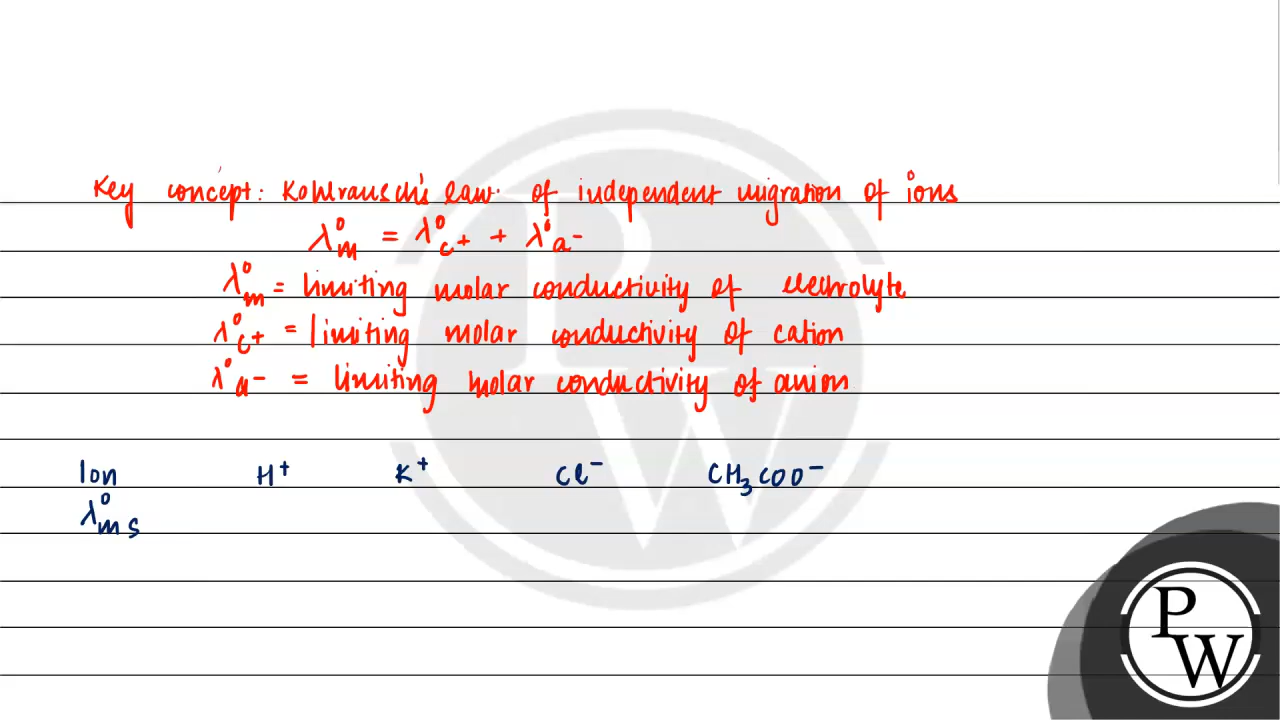 Key concept: Kohlrausch's law. of independent migration of ions
λ°m = λ°c+ + λ°a-
λ°m = limiting molar conductivity of electrolyte
λ°c+ = limiting molar conductivity of cation
λ°a- = limiting molar conductivity of anion
Ion H⁺ K⁺ Cl⁻ CH₃COO⁻
λ°m s
PW